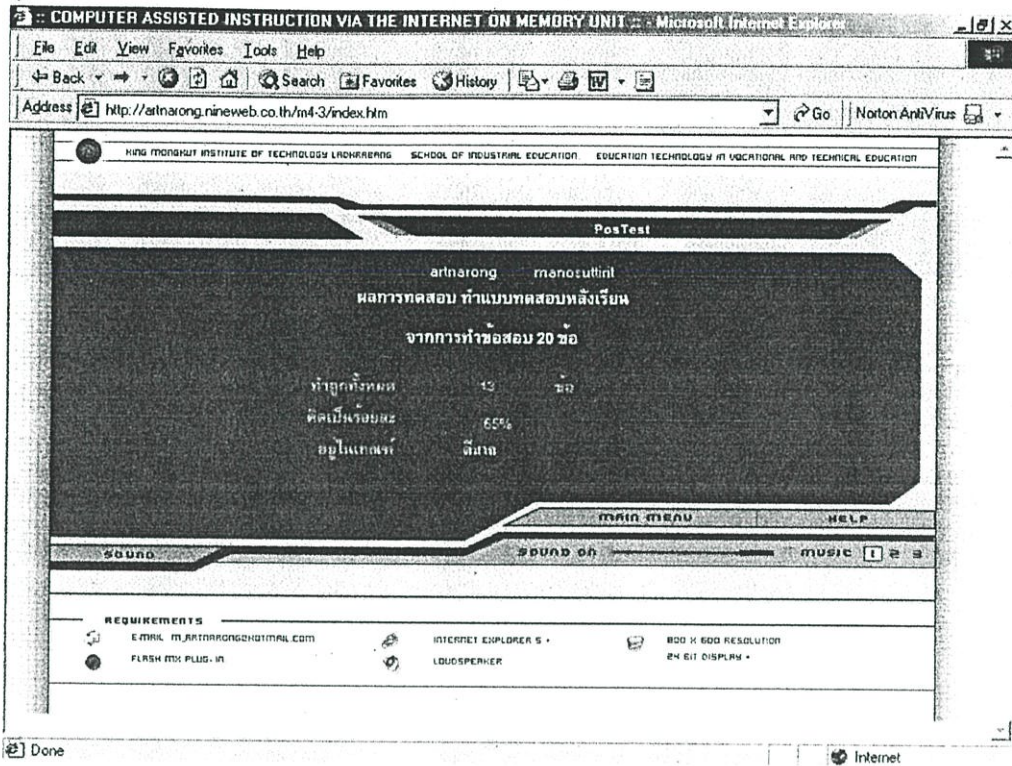 :: COMPUTER ASSISTED INSTRUCTION VIA THE INTERNET ON MEMORY UNIT :: - Microsoft Internet Explorer
File Edit View Favorites Tools Help
Back Search Favorites History
Address http://artnarong.nineweb.co.th/m4-3/index.htm Go Norton AntiVirus
KING MONGKUT INSTITUTE OF TECHNOLOGY LADKRABANG SCHOOL OF INDUSTRIAL EDUCATION EDUCATION TECHNOLOGY IN VOCATIONAL AND TECHNICAL EDUCATION
PosTest
artnarong manosuttirit
ผลการทดสอบ ทำแบบทดสอบหลังเรียน
จากการทำข้อสอบ 20 ข้อ
ทำถูกทั้งหมด 13 ข้อ
คิดเป็นร้อยละ 65%
อยู่ในเกณฑ์ ดีมาก
MAIN MENU HELP
SOUND SOUND ON MUSIC 1 2 3
REQUIREMENTS
E-MAIL M_ARTNARONG@HOTMAIL.COM INTERNET EXPLORER 5 + 800 X 600 RESOLUTION
FLASH MX PLUG-IN LOUDSPEAKER 24 BIT DISPLAY +
Done Internet